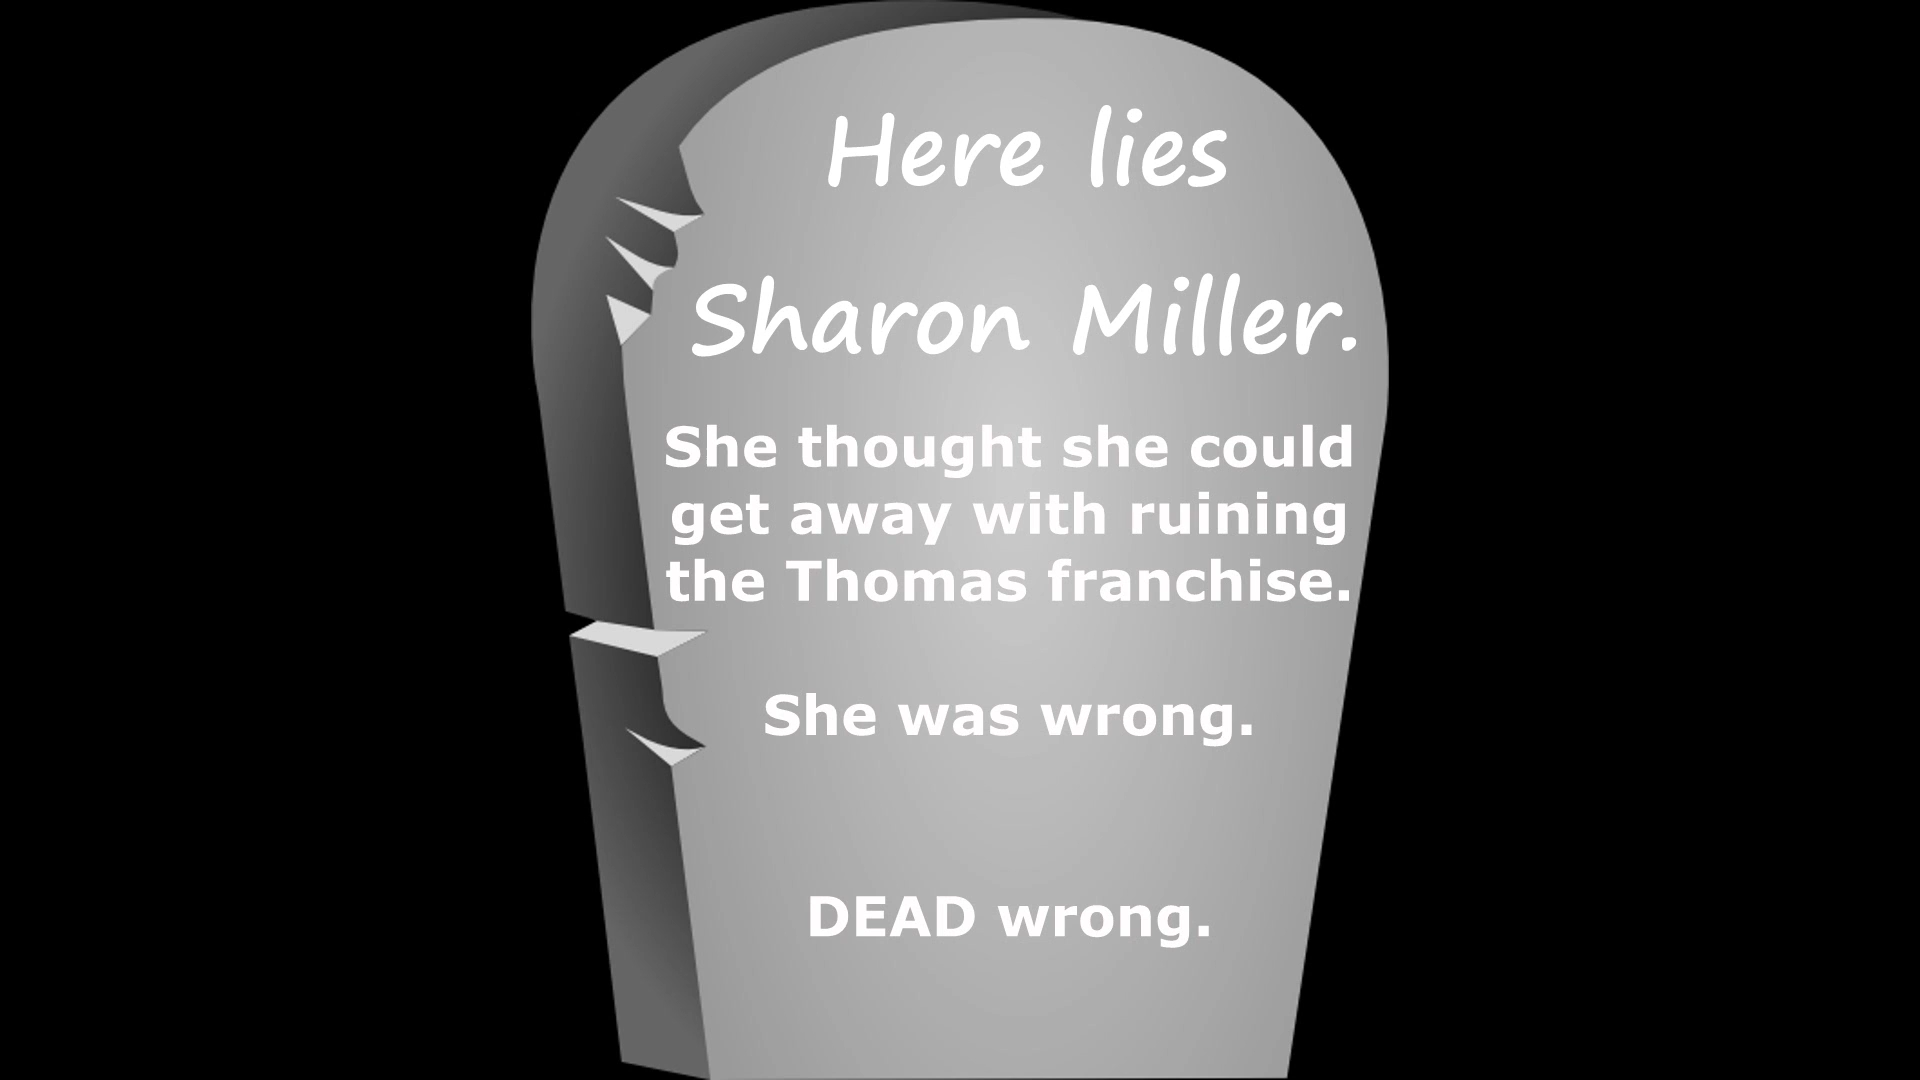 Here lies
Sharon Miller.
She thought she could
get away with ruining
the Thomas franchise.
She was wrong.
DEAD wrong.